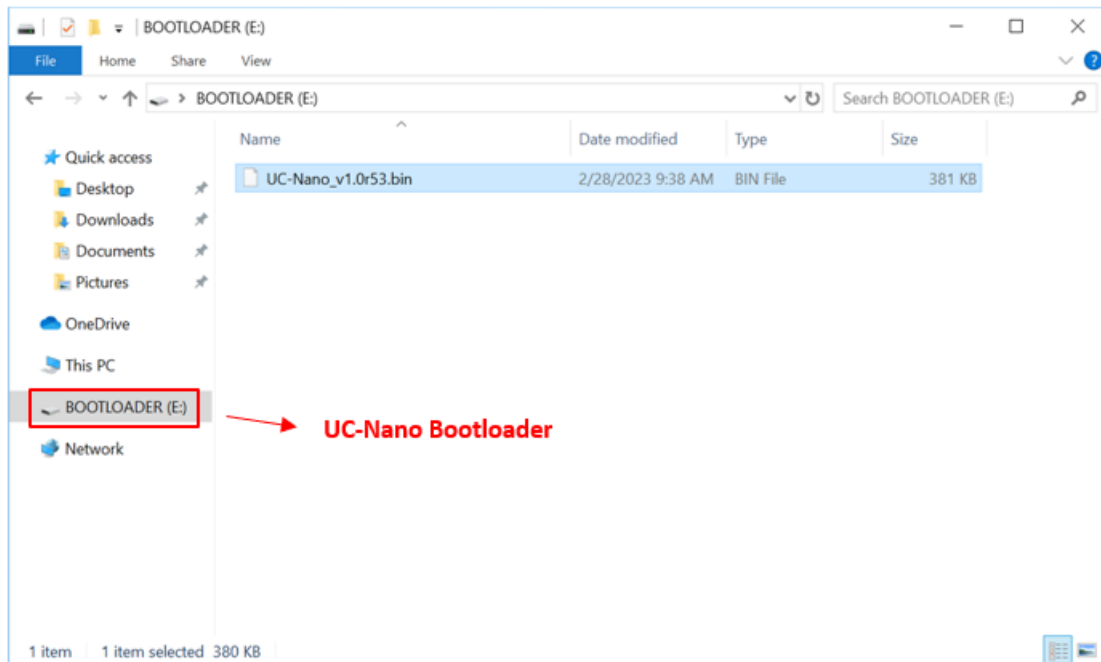 BOOTLOADER (E:)
File Home Share View
BOOTLOADER (E:) Search BOOTLOADER (E:)
Name Date modified Type Size
Quick access
UC-Nano_v1.0r53.bin 2/28/2023 9:38 AM BIN File 381 KB
Desktop
Downloads
Documents
Pictures
OneDrive
This PC
BOOTLOADER (E:)
UC-Nano Bootloader
Network
1 item 1 item selected 380 KB